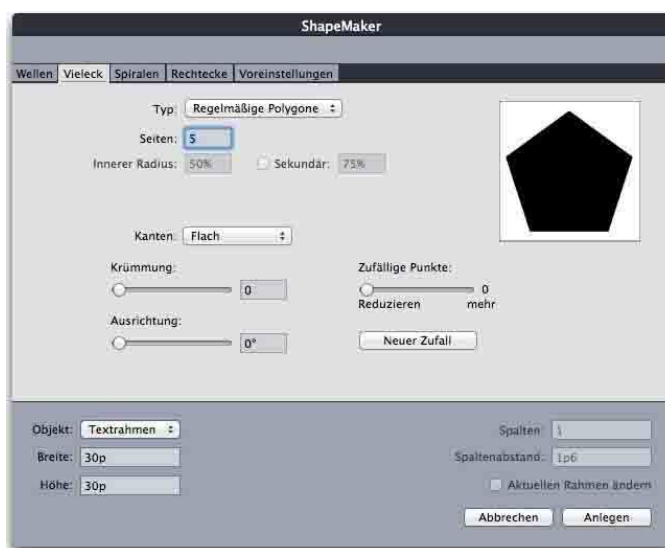 ShapeMaker
Wellen Vieleck Spiralen Rechtecke Voreinstellungen
Typ: Regelmäßige Polygone
Seiten: 5
Innerer Radius: 50% Sekundär: 75%
Kanten: Flach
Krümmung: Zufällige Punkte:
0 0
Reduzieren mehr
Ausrichtung:
0° Neuer Zufall
Objekt: Textrahmen Spalten: 1
Breite: 30p Spaltenabstand: 1p6
Höhe: 30p Aktuellen Rahmen ändern
Abbrechen Anlegen